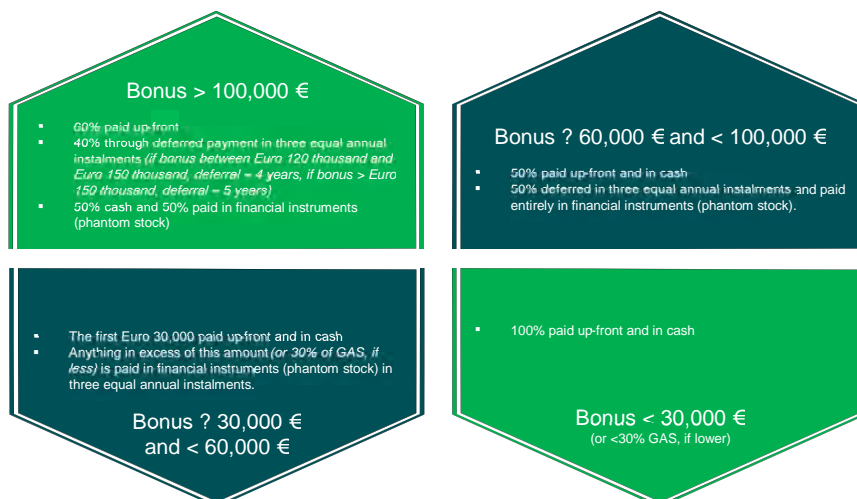 Bonus > 100,000 €
▪ 60% paid up-front
▪ 40% through deferred payment in three equal annual
instalments (if bonus between Euro 120 thousand and
Euro 150 thousand, deferral = 4 years, if bonus > Euro
150 thousand, deferral = 5 years)
▪ 50% cash and 50% paid in financial instruments
(phantom stock)
Bonus ? 60,000 € and < 100,000 €
▪ 50% paid up-front and in cash
▪ 50% deferred in three equal annual instalments and paid
entirely in financial instruments (phantom stock).
▪ The first Euro 30,000 paid up-front and in cash
▪ Anything in excess of this amount (or 30% of GAS, if
less) is paid in financial instruments (phantom stock) in
three equal annual instalments.
Bonus ? 30,000 €
and < 60,000 €
▪ 100% paid up-front and in cash
Bonus < 30,000 €
(or <30% GAS, if lower)